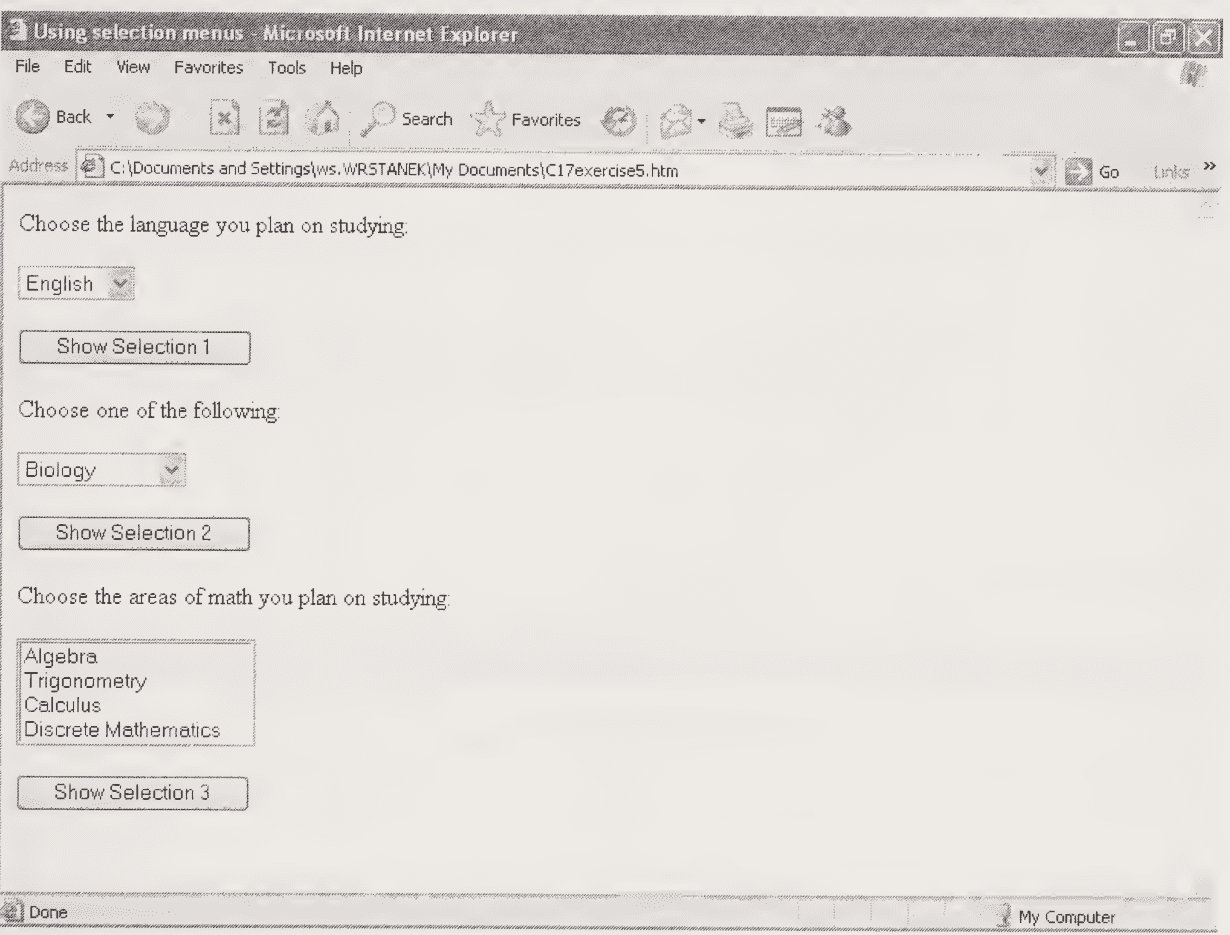 Using selection menus - Microsoft Internet Explorer
File Edit View Favorites Tools Help
Back Search Favorites
Address C:\Documents and Settings\ws.WRSTANEK\My Documents\C17exercise5.htm Go Links »
Choose the language you plan on studying:
English
Show Selection 1
Choose one of the following:
Biology
Show Selection 2
Choose the areas of math you plan on studying:
Algebra
Trigonometry
Calculus
Discrete Mathematics
Show Selection 3
Done My Computer